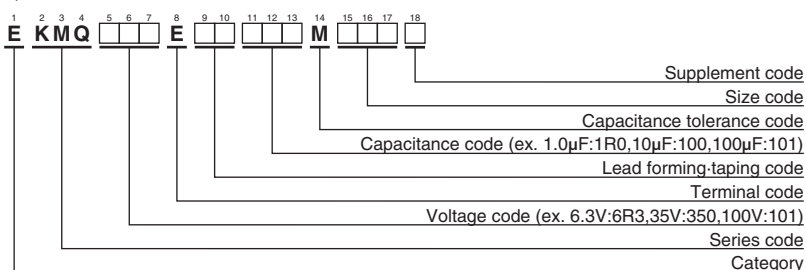 1 2 3 4 5 6 7 8 9 10 11 12 13 14 15 16 17 18
E KMQ □□□ E □□ □□□ M □□□ □
Supplement code
Size code
Capacitance tolerance code
Capacitance code (ex. 1.0μF:1R0,10μF:100,100μF:101)
Lead forming·taping code
Terminal code
Voltage code (ex. 6.3V:6R3,35V:350,100V:101)
Series code
Category